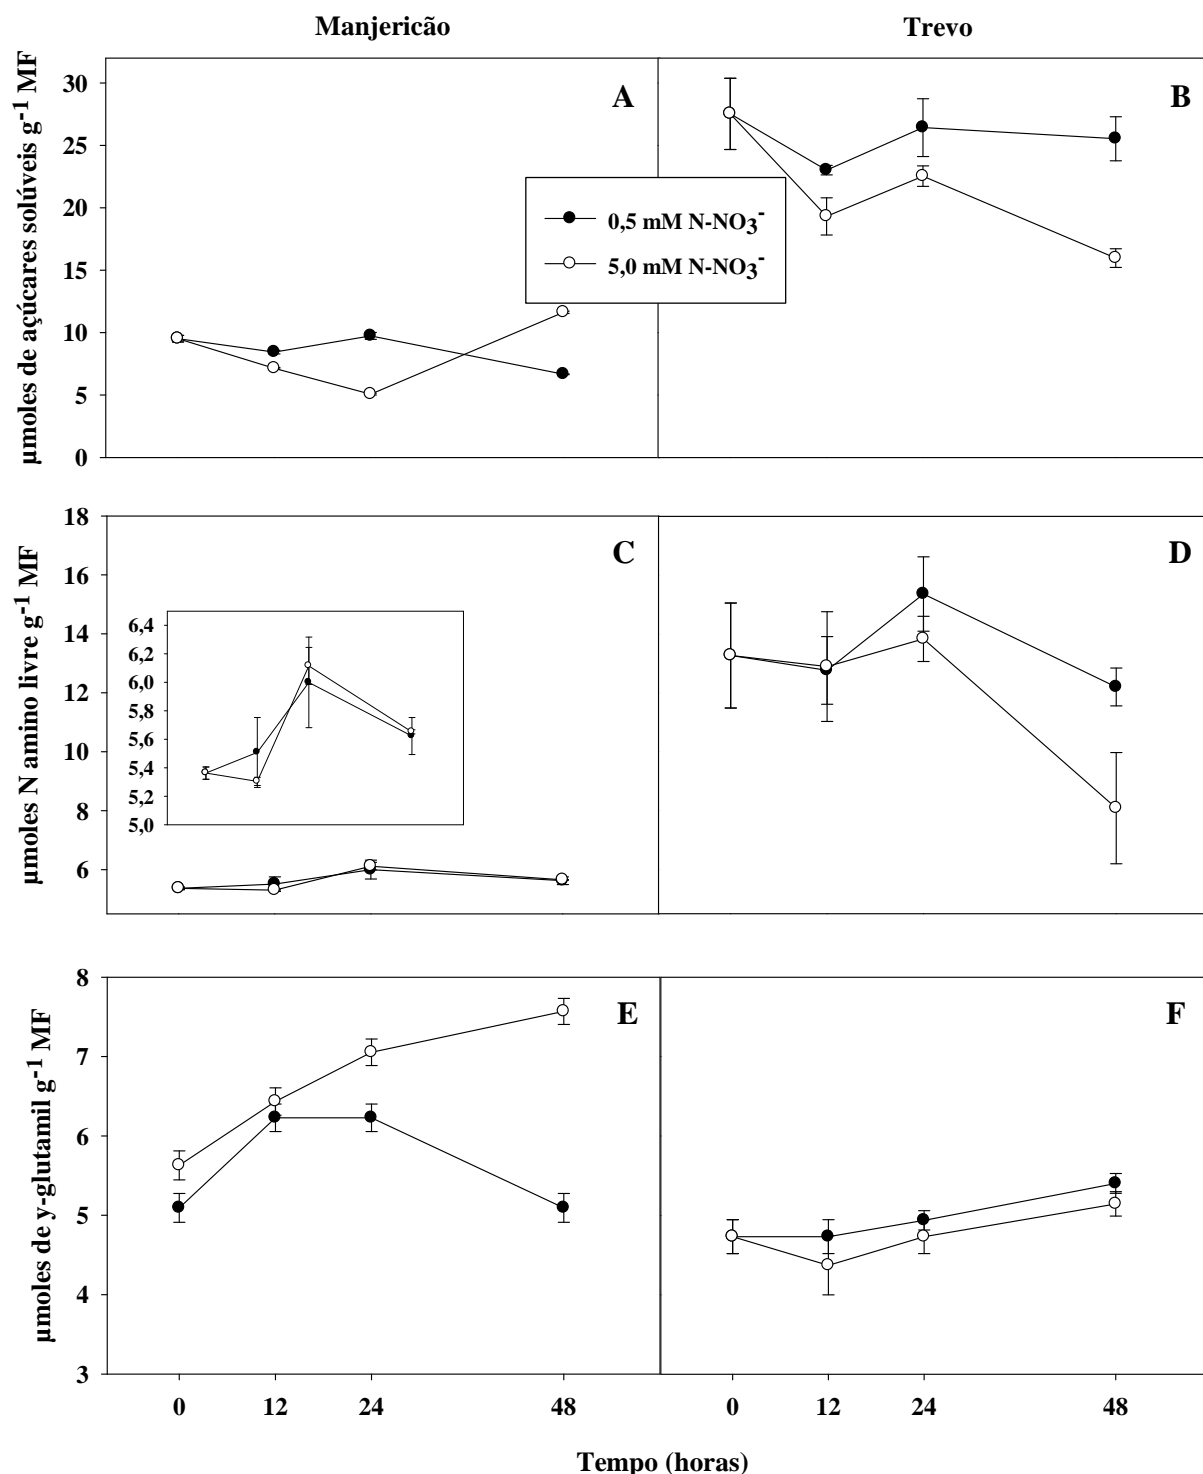 Manjericão
Trevo
µmoles de açúcares solúveis g-1 MF
30
25
20
15
10
5
0
A
B
0,5 mM N-NO3-
5,0 mM N-NO3-
µmoles N amino livre g-1 MF
18
16
14
12
10
8
6
C
D
6,4
6,2
6,0
5,8
5,6
5,4
5,2
5,0
µmoles de y-glutamil g-1 MF
8
7
6
5
4
3
E
F
0 12 24 48
0 12 24 48
Tempo (horas)